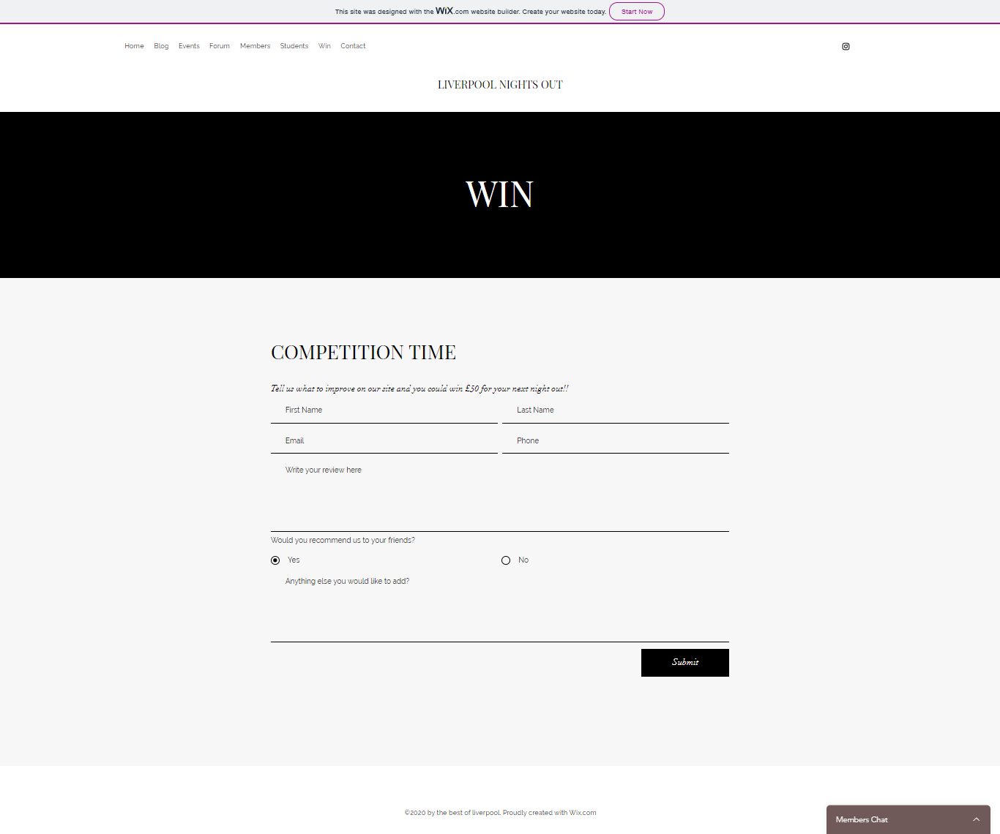 This site was designed with the WiX.com website builder. Create your website today. Start Now
Home Blog Events Forum Members Students Win Contact
LIVERPOOL NIGHTS OUT
WIN
COMPETITION TIME
Tell us what to improve on our site and you could win £50 for your next night out!!
First Name Last Name
Email Phone
Write your review here
Would you recommend us to your friends?
Yes No
Anything else you would like to add?
Submit
©2020 by the best of liverpool. Proudly created with Wix.com
Members Chat